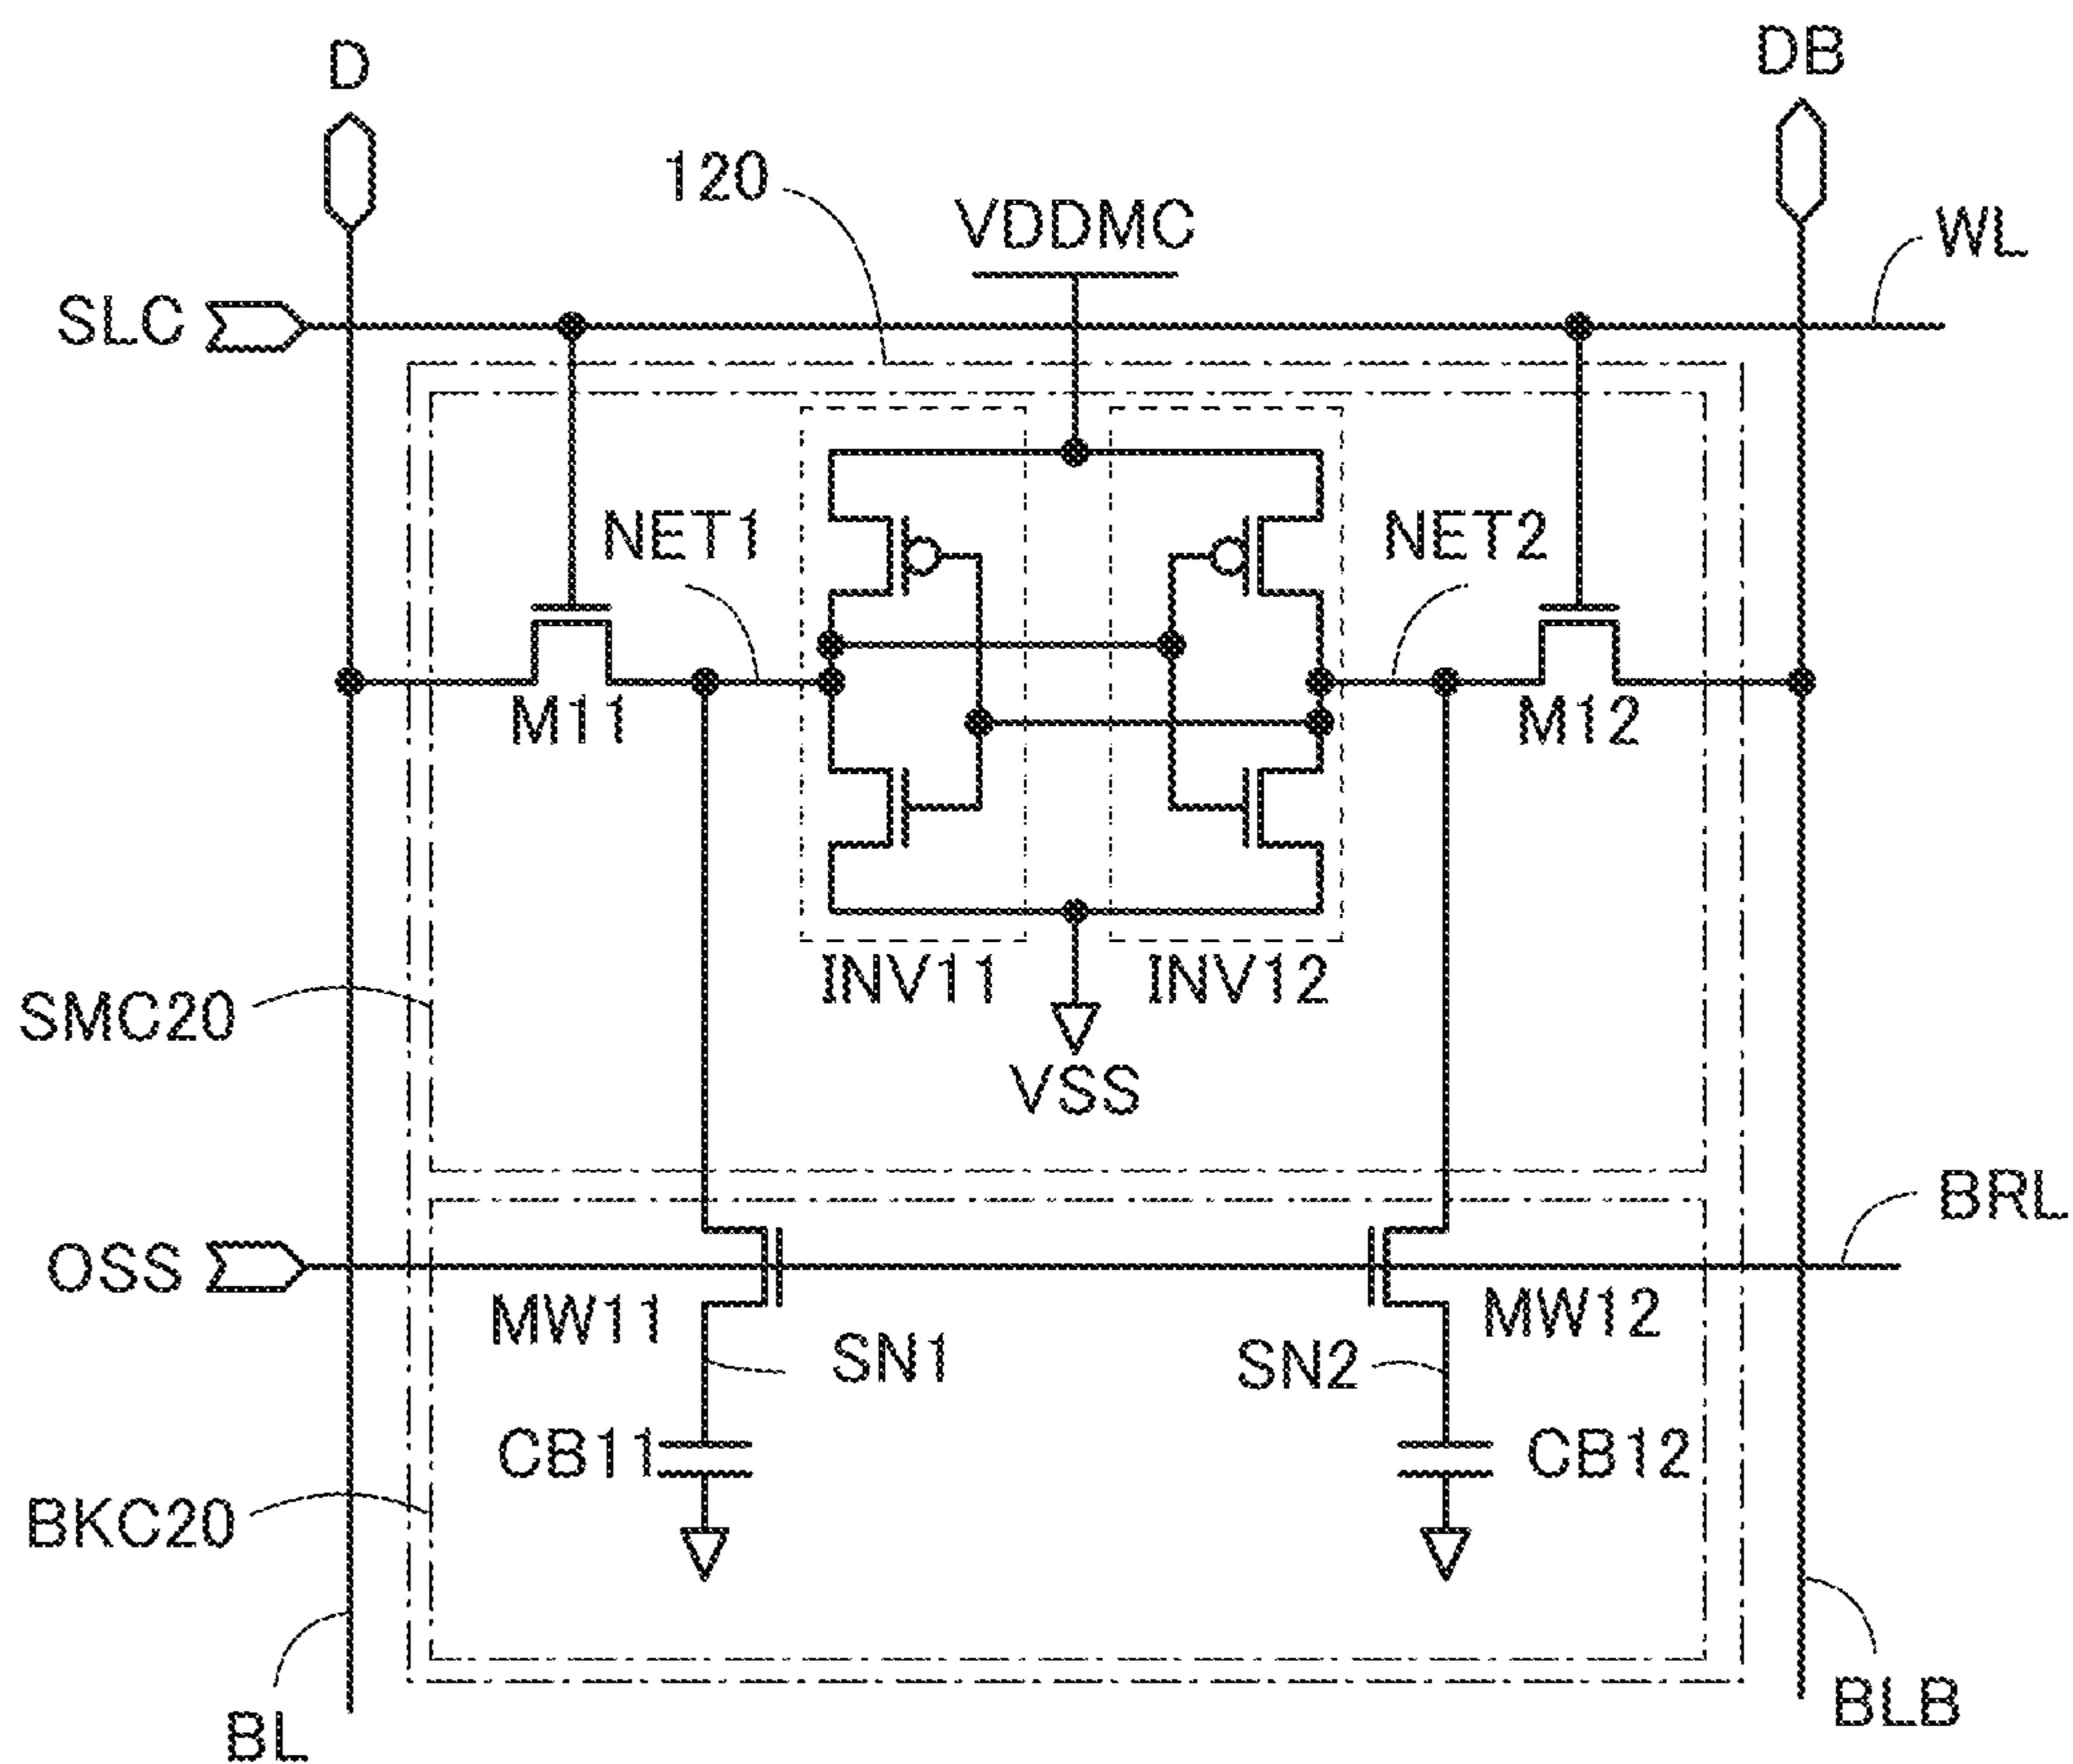 D
DB
120
VDDMC
WL
SLC
NET1
NET2
M11
M12
INV11
INV12
SMC20
VSS
BRL
OSS
MW11
MW12
SN1
SN2
CB11
CB12
BKC20
BL
BLB